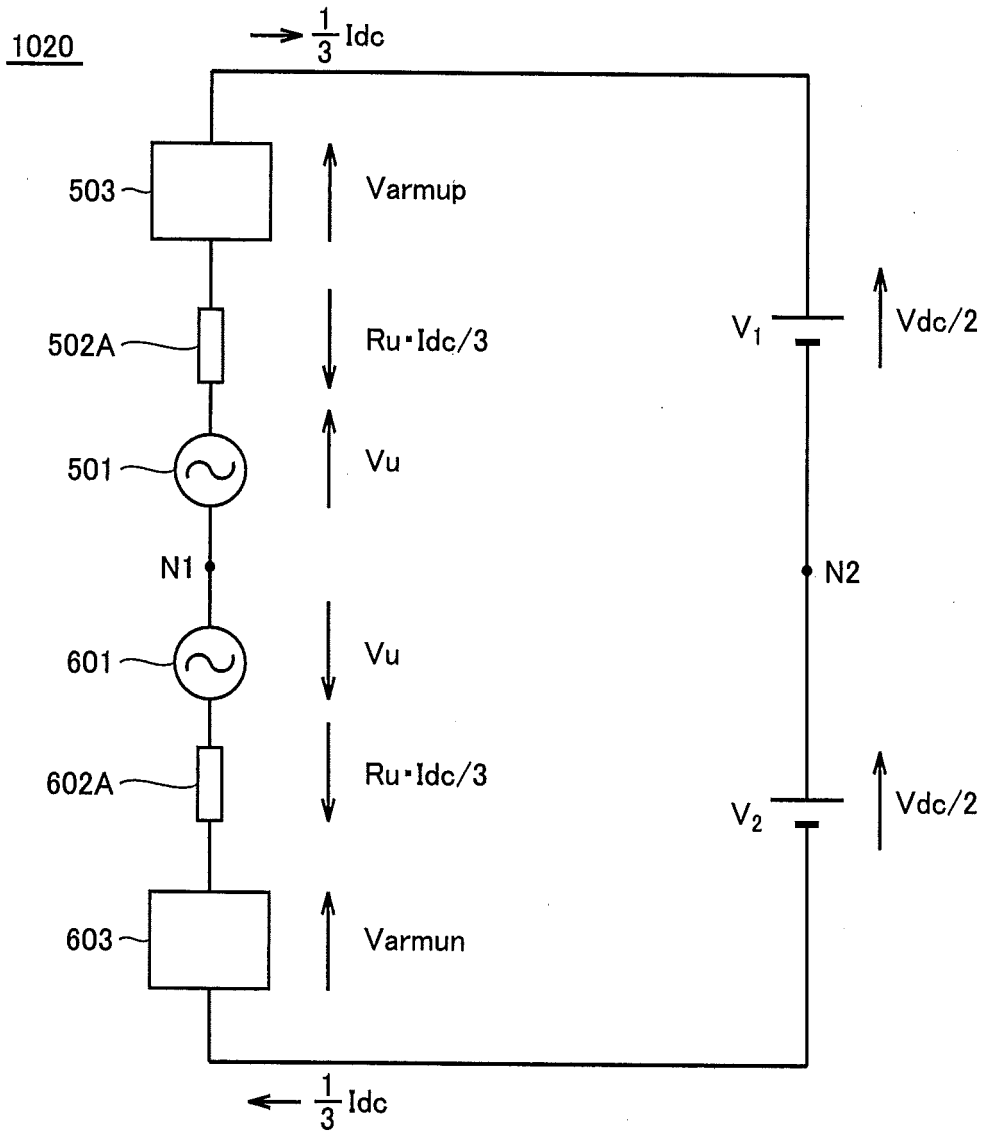 1020
1/3 Idc
503
Varmup
502A
Ru·Idc/3
V1
Vdc/2
501
Vu
N1
N2
601
Vu
602A
Ru·Idc/3
V2
Vdc/2
603
Varmun
1/3 Idc